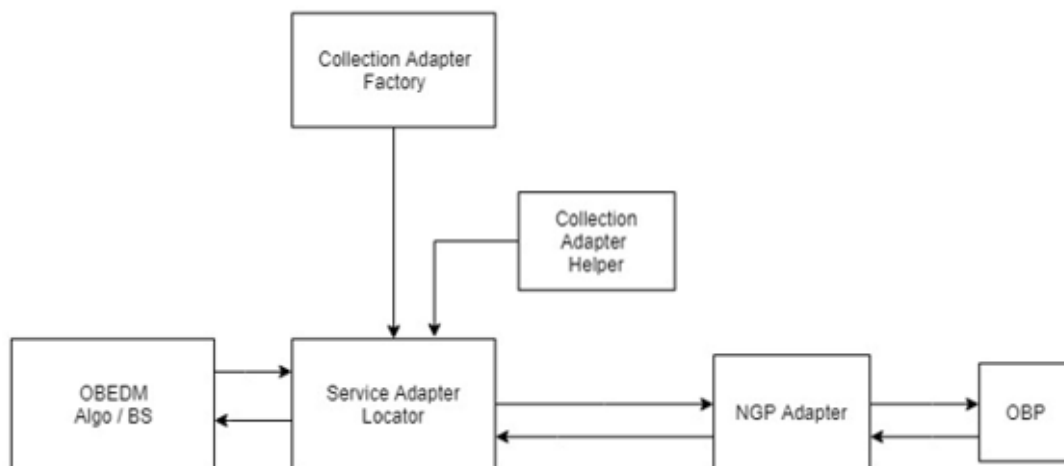 Collection Adapter
Factory
Collection
Adapter
Helper
OBEDM
Algo / BS
Service Adapter
Locator
NGP Adapter
OBP